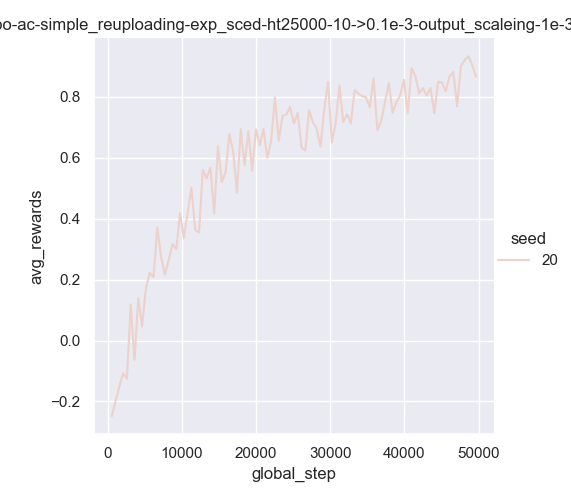 oo-ac-simple_reuploading-exp_sced-ht25000-10->0.1e-3-output_scaleing-1e-3
0.8
0.6
0.4
0.2
0.0
−0.2
avg_rewards
0 10000 20000 30000 40000 50000
global_step
seed
20